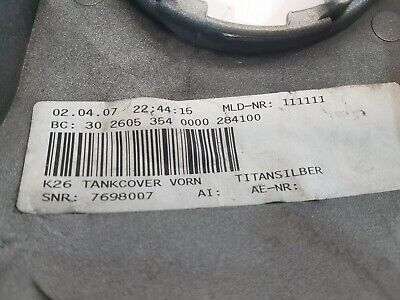 02.04.07 22:44:16 MLD-NR: 111111
BC: 30 2605 354 0000 284100
K26 TANKCOVER VORN TITANSILBER
SNR: 7698007 AI: AE-NR: